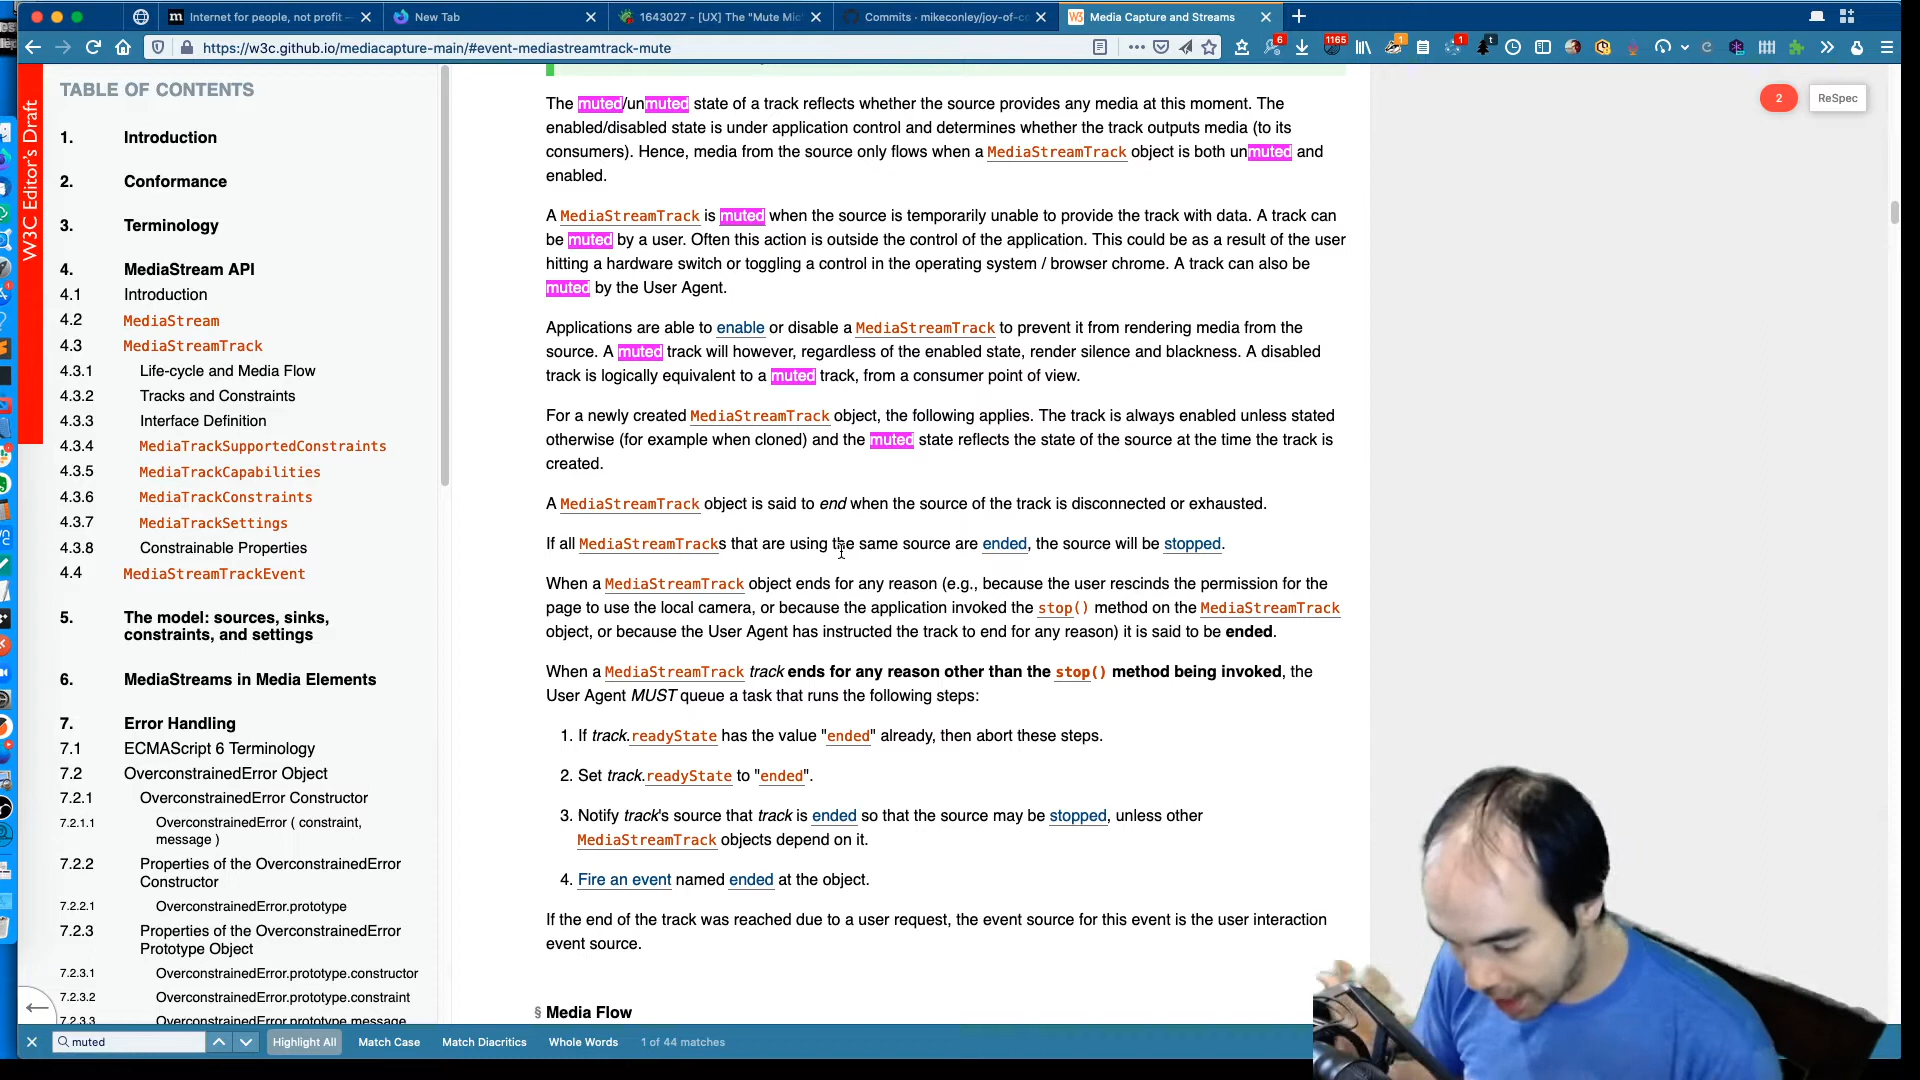 Internet for people, not profit —
New Tab
1643027 - [UX] The "Mute Mic
Commits · mikeconley/joy-of-co
Media Capture and Streams
https://w3c.github.io/mediacapture-main/#event-mediastreamtrack-mute
6
1165
1
1
W3C Editor's Draft
TABLE OF CONTENTS
1. Introduction
2. Conformance
3. Terminology
4. MediaStream API
4.1 Introduction
4.2 MediaStream
4.3 MediaStreamTrack
4.3.1 Life-cycle and Media Flow
4.3.2 Tracks and Constraints
4.3.3 Interface Definition
4.3.4 MediaTrackSupportedConstraints
4.3.5 MediaTrackCapabilities
4.3.6 MediaTrackConstraints
4.3.7 MediaTrackSettings
4.3.8 Constrainable Properties
4.4 MediaStreamTrackEvent
5. The model: sources, sinks,
constraints, and settings
6. MediaStreams in Media Elements
7. Error Handling
7.1 ECMAScript 6 Terminology
7.2 OverconstrainedError Object
7.2.1 OverconstrainedError Constructor
7.2.1.1 OverconstrainedError ( constraint,
message )
7.2.2 Properties of the OverconstrainedError
Constructor
7.2.2.1 OverconstrainedError.prototype
7.2.3 Properties of the OverconstrainedError
Prototype Object
7.2.3.1 OverconstrainedError.prototype.constructor
7.2.3.2 OverconstrainedError.prototype.constraint
7.2.3.3 OverconstrainedError.prototype.message
The muted/unmuted state of a track reflects whether the source provides any media at this moment. The
enabled/disabled state is under application control and determines whether the track outputs media (to its
consumers). Hence, media from the source only flows when a MediaStreamTrack object is both unmuted and
enabled.
A MediaStreamTrack is muted when the source is temporarily unable to provide the track with data. A track can
be muted by a user. Often this action is outside the control of the application. This could be as a result of the user
hitting a hardware switch or toggling a control in the operating system / browser chrome. A track can also be
muted by the User Agent.
Applications are able to enable or disable a MediaStreamTrack to prevent it from rendering media from the
source. A muted track will however, regardless of the enabled state, render silence and blackness. A disabled
track is logically equivalent to a muted track, from a consumer point of view.
For a newly created MediaStreamTrack object, the following applies. The track is always enabled unless stated
otherwise (for example when cloned) and the muted state reflects the state of the source at the time the track is
created.
A MediaStreamTrack object is said to end when the source of the track is disconnected or exhausted.
If all MediaStreamTracks that are using the same source are ended, the source will be stopped.
When a MediaStreamTrack object ends for any reason (e.g., because the user rescinds the permission for the
page to use the local camera, or because the application invoked the stop() method on the MediaStreamTrack
object, or because the User Agent has instructed the track to end for any reason) it is said to be ended.
When a MediaStreamTrack track ends for any reason other than the stop() method being invoked, the
User Agent MUST queue a task that runs the following steps:
1. If track.readyState has the value "ended" already, then abort these steps.
2. Set track.readyState to "ended".
3. Notify track's source that track is ended so that the source may be stopped, unless other
MediaStreamTrack objects depend on it.
4. Fire an event named ended at the object.
If the end of the track was reached due to a user request, the event source for this event is the user interaction
event source.
§ Media Flow
2
ReSpec
muted
Highlight All
Match Case
Match Diacritics
Whole Words
1 of 44 matches